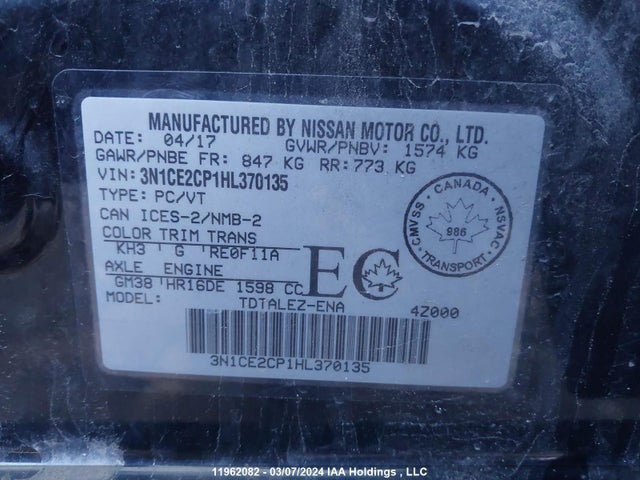 MANUFACTURED BY NISSAN MOTOR CO., LTD.
DATE: 04/17 GVWR/PNBV: 1574 KG
GAWR/PNBE FR: 847 KG RR: 773 KG
VIN: 3N1CE2CP1HL370135
TYPE: PC/VT
CAN ICES-2/NMB-2
COLOR TRIM TRANS
KH3 ' G 'RE0F11A
AXLE ENGINE
GM38 'HR16DE 1598 CC
MODEL: TDTALEZ-ENA 4Z000
EC
CANADA
CMVSS 986 NSVAC
TRANSPORT
3N1CE2CP1HL370135
11962082 - 03/07/2024 IAA Holdings , LLC